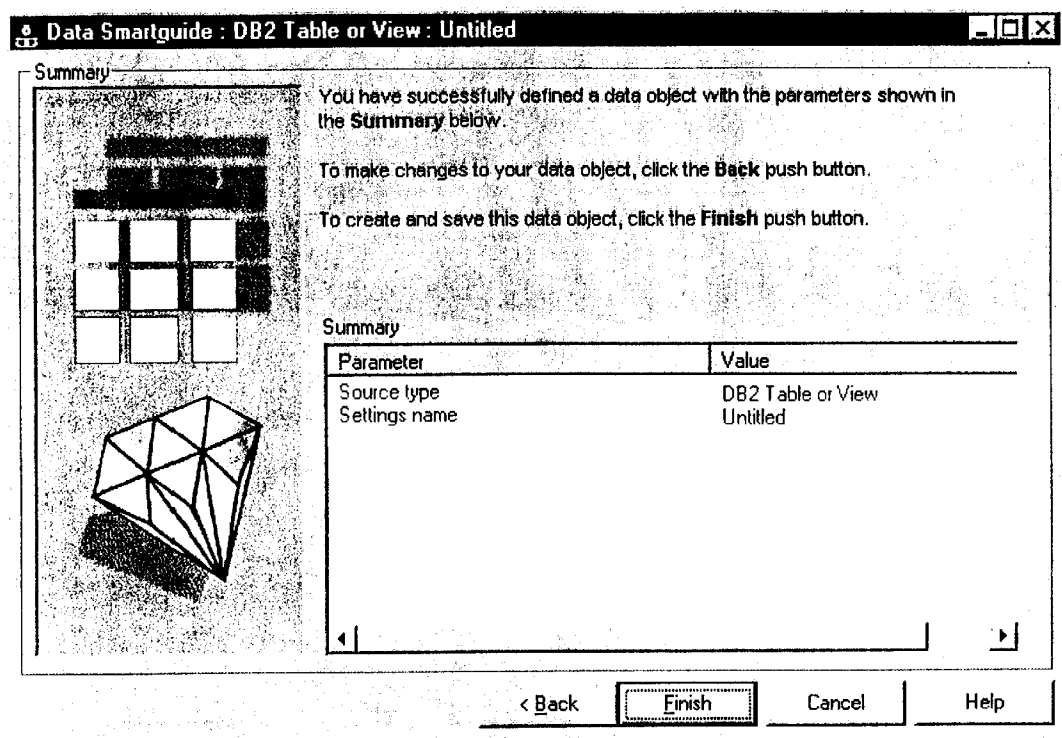 Data Smartguide : DB2 Table or View : Untitled
Summary
You have successfully defined a data object with the parameters shown in
the Summary below.
To make changes to your data object, click the Back push button.
To create and save this data object, click the Finish push button.
Summary
Parameter Value
Source type DB2 Table or View
Settings name Untitled
< Back Finish Cancel Help